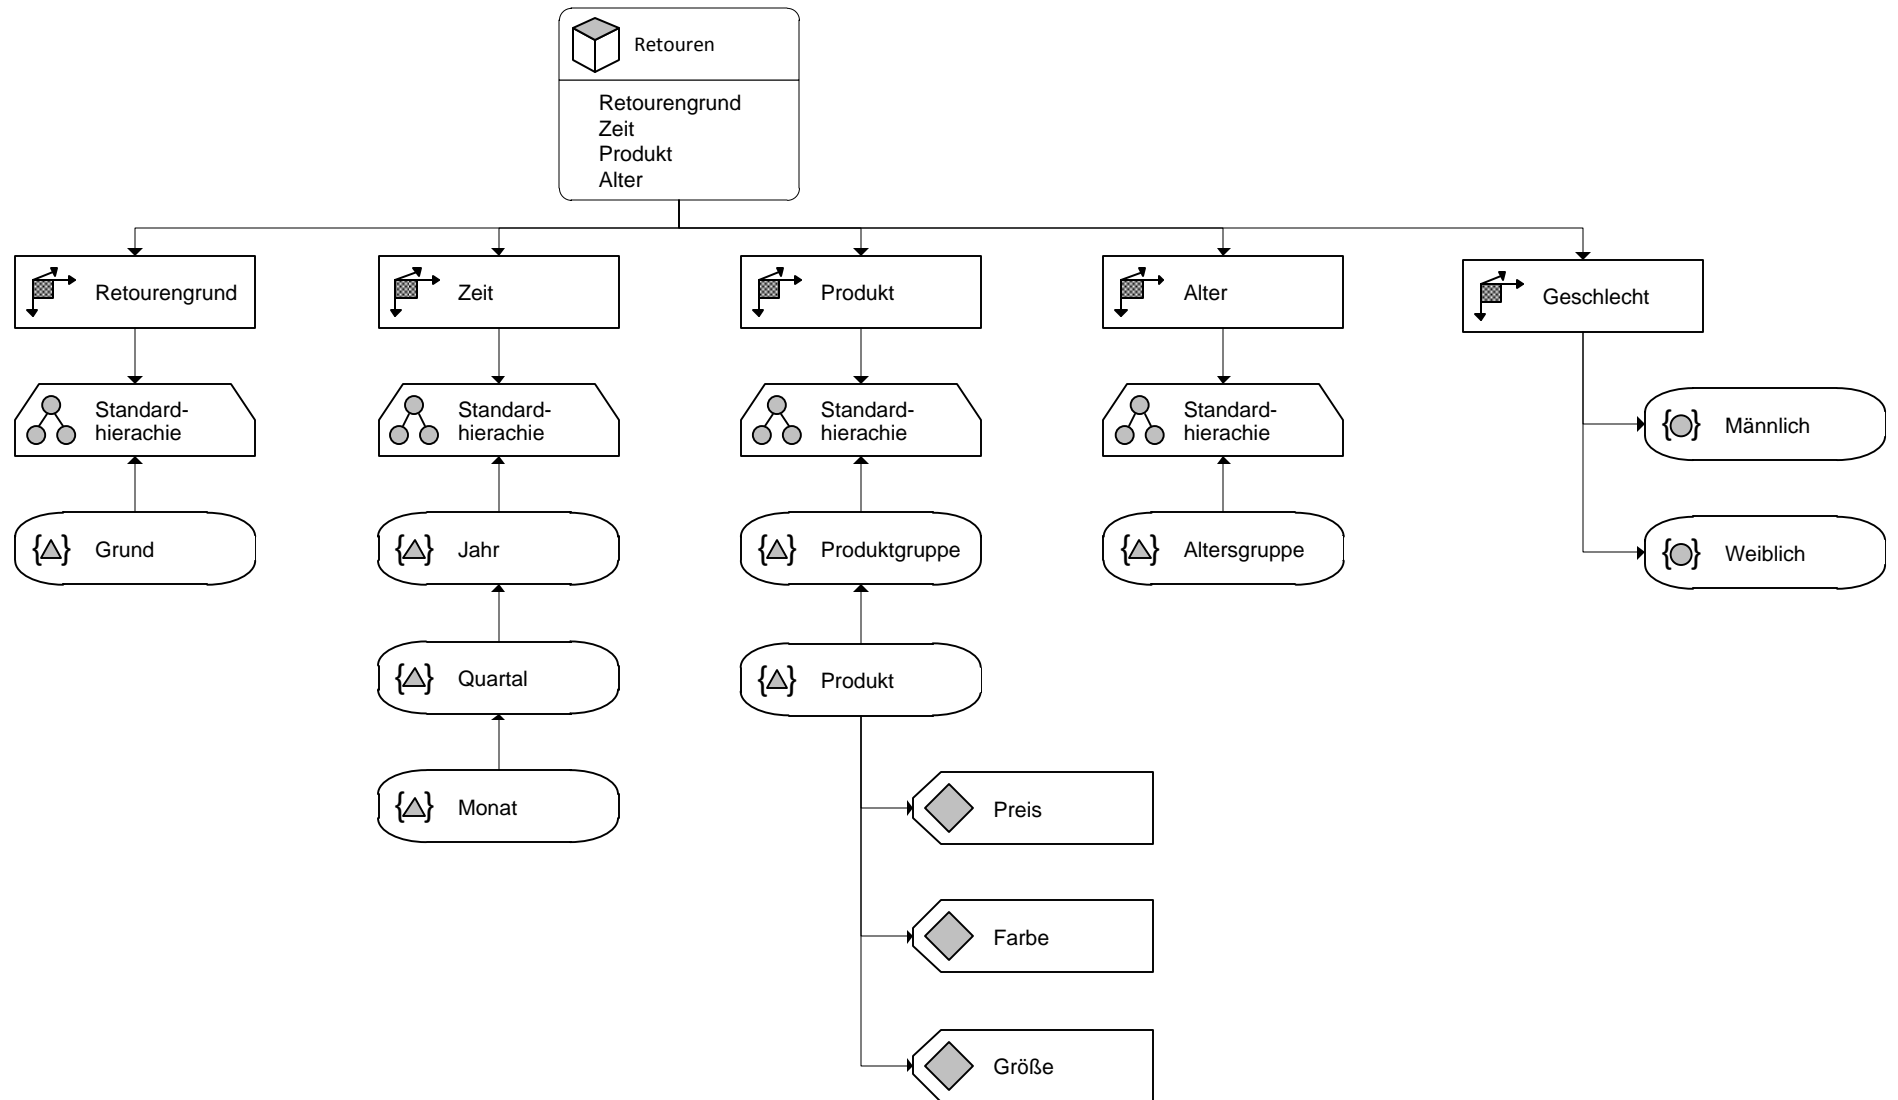 Retouren
Retourengrund
Zeit
Produkt
Alter
Retourengrund
Zeit
Produkt
Alter
Geschlecht
Standard-
hierachie
Standard-
hierachie
Standard-
hierachie
Standard-
hierachie
Männlich
Grund
Jahr
Produktgruppe
Altersgruppe
Weiblich
Quartal
Produkt
Monat
Preis
Farbe
Größe